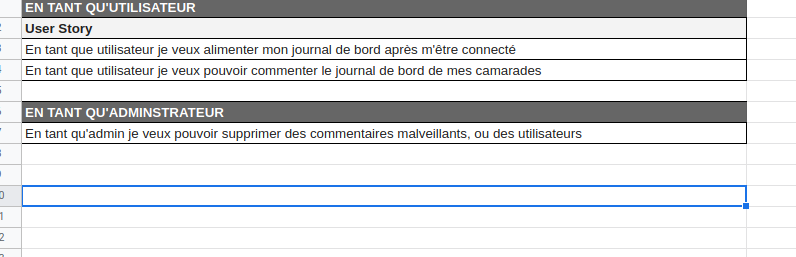 EN TANT QU'UTILISATEUR
User Story
En tant que utilisateur je veux alimenter mon journal de bord après m'être connecté
En tant que utilisateur je veux pouvoir commenter le journal de bord de mes camarades
EN TANT QU'ADMINSTRATEUR
En tant qu'admin je veux pouvoir supprimer des commentaires malveillants, ou des utilisateurs